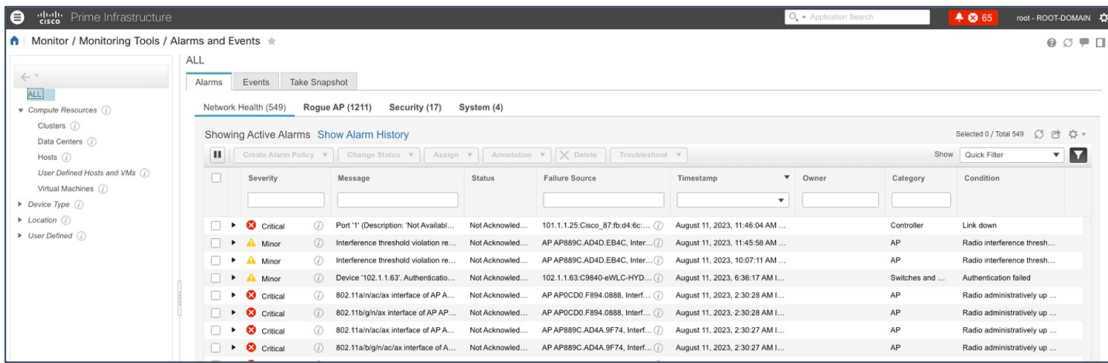 cisco Prime Infrastructure
Application Search
65
root - ROOT-DOMAIN
Monitor / Monitoring Tools / Alarms and Events
ALL
ALL
Compute Resources
Clusters
Data Centers
Hosts
User Defined Hosts and VMs
Virtual Machines
Device Type
Location
User Defined
Alarms Events Take Snapshot
Network Health (549) Rogue AP (1211) Security (17) System (4)
Showing Active Alarms Show Alarm History
Selected 0 / Total 549
Create Alarm Policy Change Status Assign Annotation Delete Troubleshoot
Show Quick Filter
Severity Message Status Failure Source Timestamp Owner Category Condition
Critical Port '1' (Description: 'Not Availabl... Not Acknowled... 101.1.1.25:Cisco_87:fb:d4:6c:... August 11, 2023, 11:46:04 AM ... Controller Link down
Minor Interference threshold violation re... Not Acknowled... AP AP889C.AD4D.EB4C, Inter... August 11, 2023, 11:45:58 AM ... AP Radio interference thresh...
Minor Interference threshold violation re... Not Acknowled... AP AP889C.AD4D.EB4C, Inter... August 11, 2023, 10:07:11 AM ... AP Radio interference thresh...
Minor Device '102.1.1.63'. Authenticatio... Not Acknowled... 102.1.1.63:C9840-eWLC-HYD... August 11, 2023, 6:36:17 AM I... Switches and ... Authentication failed
Critical 802.11a/n/ac/ax interface of AP A... Not Acknowled... AP AP0CD0.F894.0888, Interf... August 11, 2023, 2:30:28 AM I... AP Radio administratively up ...
Critical 802.11b/g/n/ax interface of AP AP... Not Acknowled... AP AP0CD0.F894.0888, Interf... August 11, 2023, 2:30:28 AM I... AP Radio administratively up ...
Critical 802.11a/n/ac/ax interface of AP A... Not Acknowled... AP AP889C.AD4A.9F74, Interf... August 11, 2023, 2:30:27 AM I... AP Radio administratively up ...
Critical 802.11a/b/g/n/ac/ax interface of A... Not Acknowled... AP AP889C.AD4A.9F74, Interf... August 11, 2023, 2:30:27 AM I... AP Radio administratively up ...